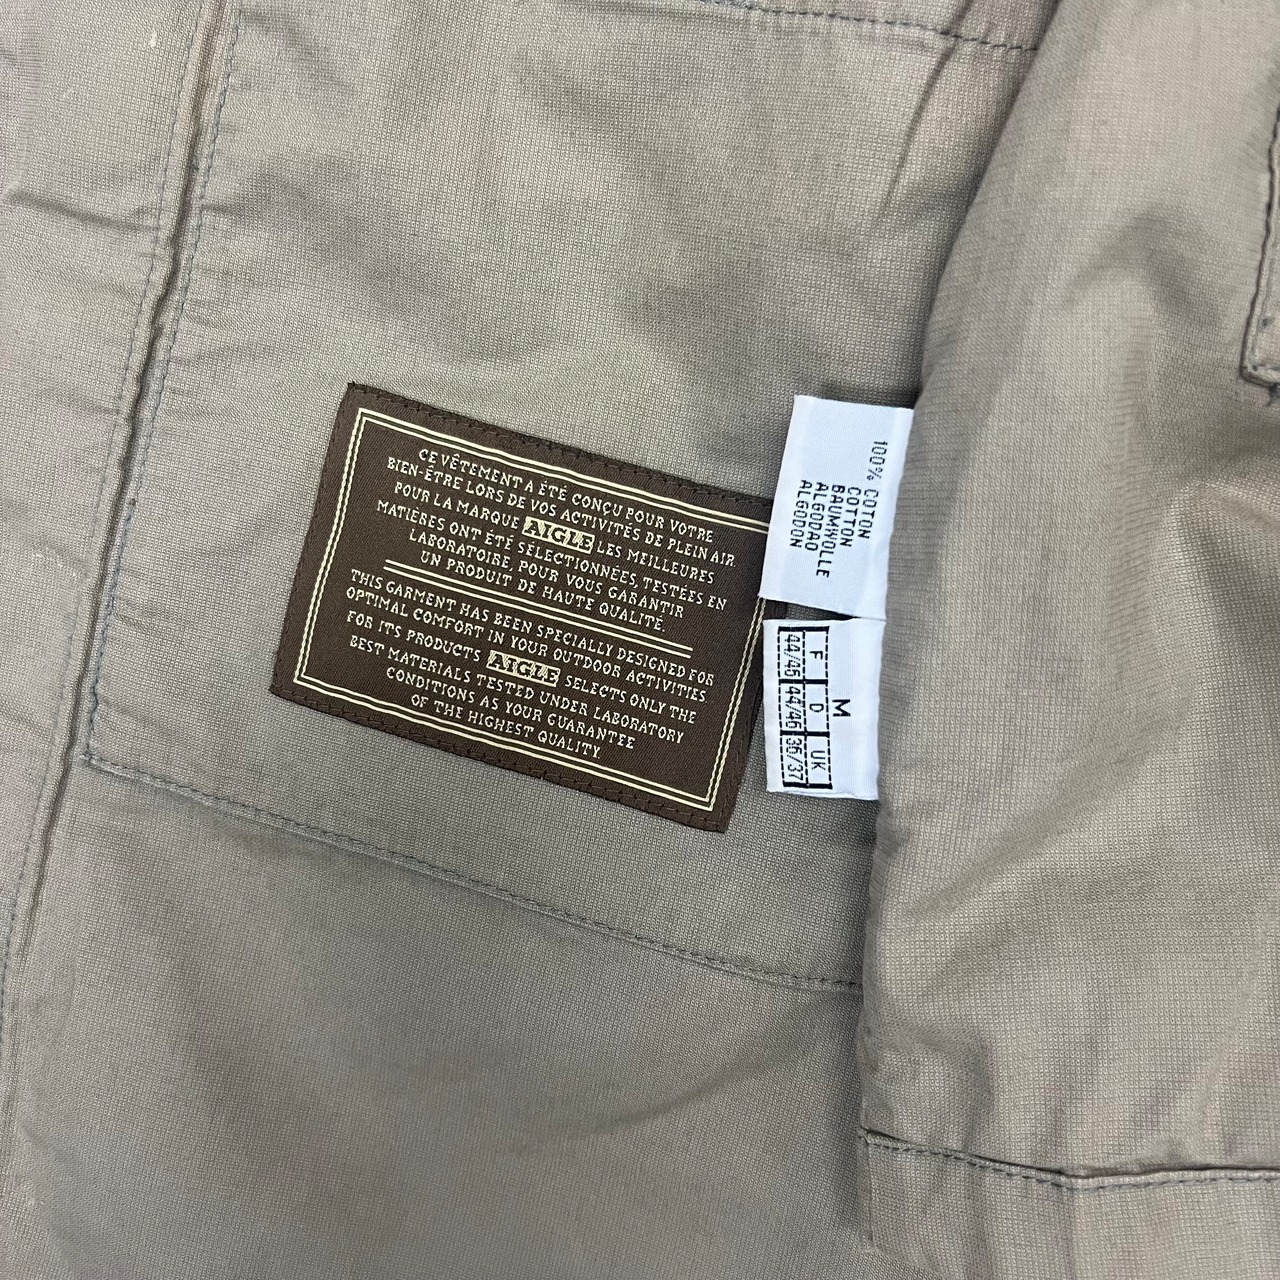 CE VÊTEMENT A ÉTÉ CONÇU POUR VOTRE
BIEN-ÊTRE LORS DE VOS ACTIVITÉS DE PLEIN AIR
POUR LA MARQUE AIGLE LES MEILLEURES
MATIÈRES ONT ÉTÉ SÉLECTIONNÉES, TESTÉES EN
LABORATOIRE, POUR VOUS GARANTIR
UN PRODUIT DE HAUTE QUALITÉ.
THIS GARMENT HAS BEEN SPECIALLY DESIGNED FOR
OPTIMAL COMFORT IN YOUR OUTDOOR ACTIVITIES.
FOR ITS PRODUCTS AIGLE SELECTS ONLY THE
BEST MATERIALS TESTED UNDER LABORATORY
CONDITIONS AS YOUR GUARANTEE
OF THE HIGHEST QUALITY.
100% COTON
COTTON
BAUMWOLLE
ALGODAO
ALGODON
M
F D UK
44/46 44/46 36/37